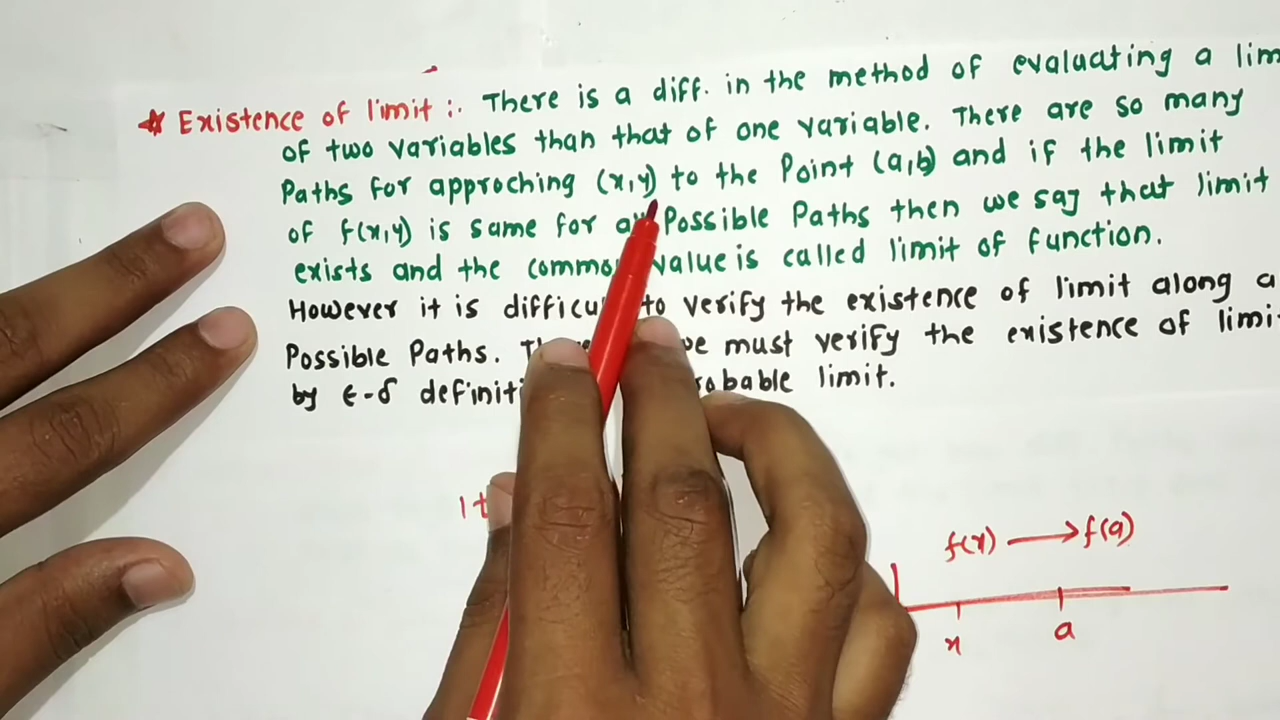 ★ Existence of limit :. There is a diff. in the method of evaluating a lim
of two variables than that of one variable. There are so many
Paths for approching (x,y) to the Point (a,b) and if the limit
of f(x,y) is same for Possible Paths then we say that limit
exists and the value is called limit of function.
However it is to verify the existence of limit along a
Possible Paths. must verify the existence of limi
by ε-δ limit.
f(x) → f(a)
x a